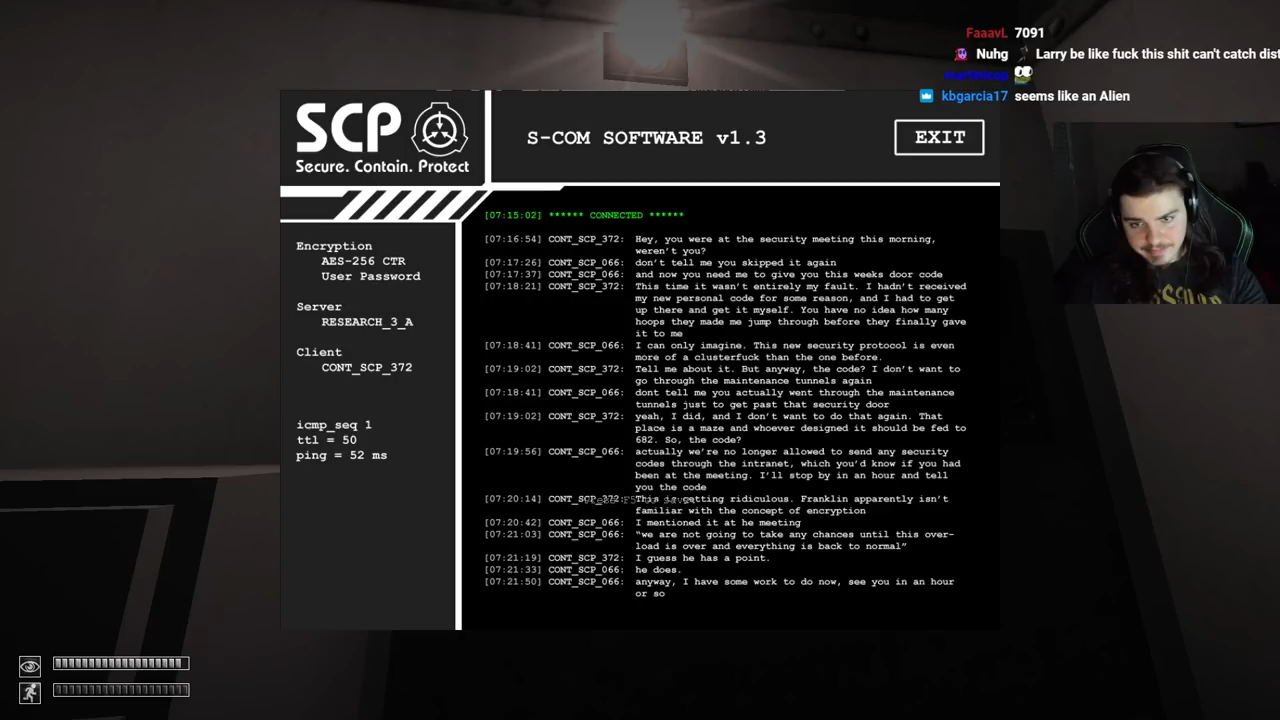 FaaavL 7091
Nuhg Larry be like fuck this shit can't catch dist
martinicop
kbgarcia17 seems like an Alien
SCP
Secure. Contain. Protect
S-COM SOFTWARE v1.3
EXIT
Encryption
AES-256 CTR
User Password
Server
RESEARCH_3_A
Client
CONT_SCP_372
icmp_seq 1
ttl = 50
ping = 52 ms
[07:15:02] ****** CONNECTED ******
[07:16:54] CONT_SCP_372: Hey, you were at the security meeting this morning,
weren't you?
[07:17:26] CONT_SCP_066: don't tell me you skipped it again
[07:17:37] CONT_SCP_066: and now you need me to give you this weeks door code
[07:18:21] CONT_SCP_372: This time it wasn't entirely my fault. I hadn't received
my new personal code for some reason, and I had to get
up there and get it myself. You have no idea how many
hoops they made me jump through before they finally gave
it to me
[07:18:41] CONT_SCP_066: I can only imagine. This new security protocol is even
more of a clusterfuck than the one before.
[07:19:02] CONT_SCP_372: Tell me about it. But anyway, the code? I don't want to
go through the maintenance tunnels again
[07:18:41] CONT_SCP_066: dont tell me you actually went through the maintenance
tunnels just to get past that security door
[07:19:02] CONT_SCP_372: yeah, I did, and I don't want to do that again. That
place is a maze and whoever designed it should be fed to
682. So, the code?
[07:19:56] CONT_SCP_066: actually we're no longer allowed to send any security
codes through the intranet, which you'd know if you had
been at the meeting. I'll stop by in an hour and tell
you the code
[07:20:14] CONT_SCP_372: This is getting ridiculous. Franklin apparently isn't
familiar with the concept of encryption
[07:20:42] CONT_SCP_066: I mentioned it at he meeting
[07:21:03] CONT_SCP_066: "we are not going to take any chances until this over-
load is over and everything is back to normal"
[07:21:19] CONT_SCP_372: I guess he has a point.
[07:21:33] CONT_SCP_066: he does.
[07:21:50] CONT_SCP_066: anyway, I have some work to do now, see you in an hour
or so